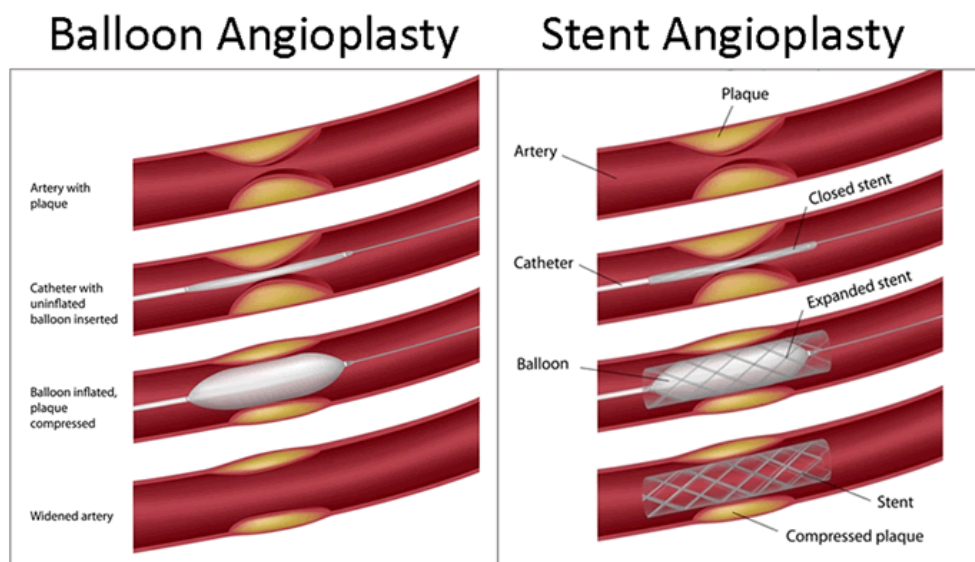 Balloon Angioplasty
Artery with
plaque
Catheter with
uninflated
balloon inserted
Balloon inflated,
plaque
compressed
Widened artery
Stent Angioplasty
Plaque
Artery
Closed stent
Catheter
Expanded stent
Balloon
Stent
Compressed plaque